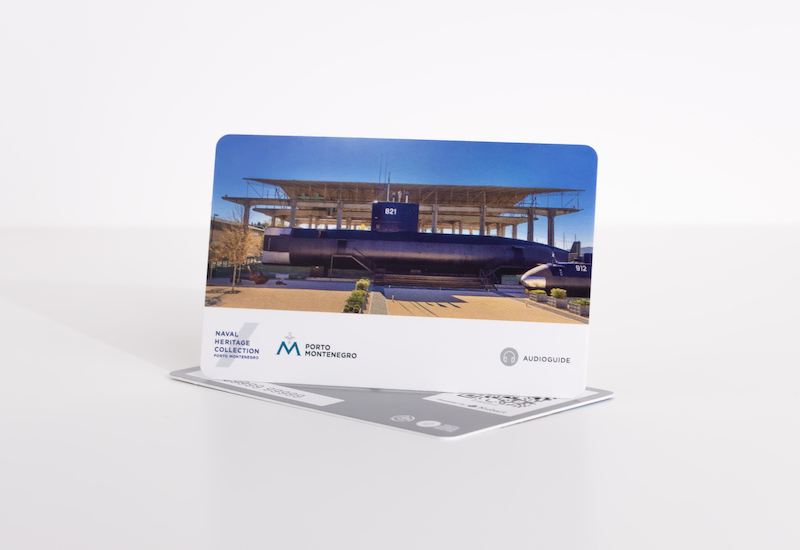 821
912
NAVAL
HERITAGE
COLLECTION
PORTO MONTENEGRO
PORTO
MONTENEGRO
AUDIOGUIDE